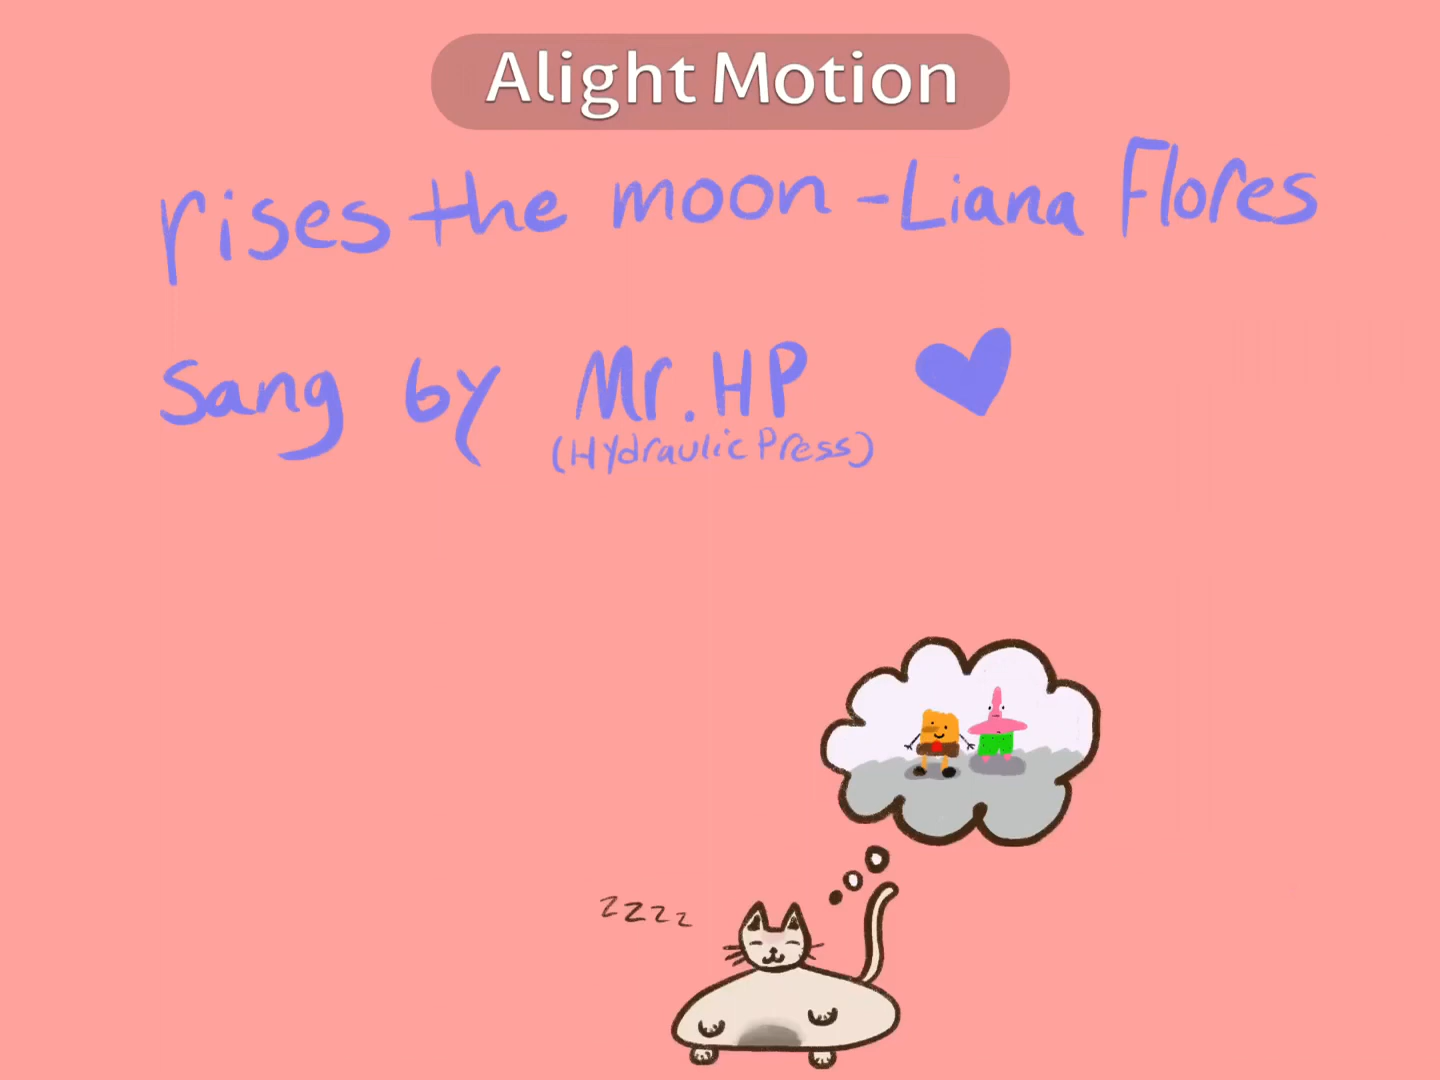 Alight Motion
rises the moon - Liana Flores
Sang by Mr. HP
(Hydraulic Press)
zzzz